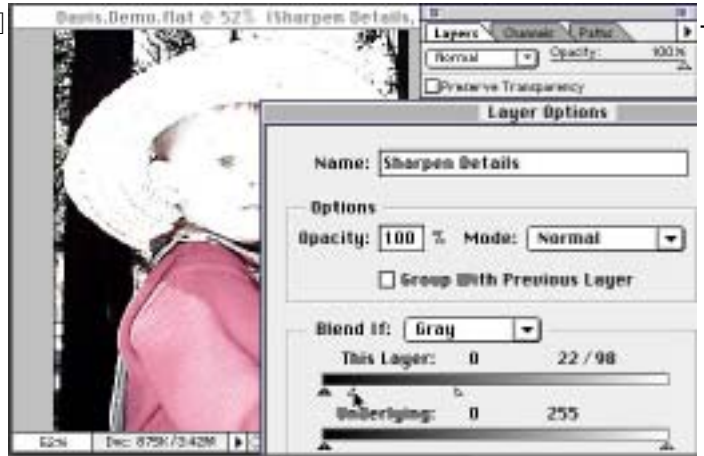 Davis.Demo.flat @ 52% (Sharpen Details,
Layers Channels Paths
Normal Opacity: 100%
Preserve Transparency
Layer Options
Name: Sharpen Details
Options
Opacity: 100 % Mode: Normal
Group With Previous Layer
Blend If: Gray
This Layer: 0 22 / 98
Underlying: 0 255
52% Doc: 875K/3.42M